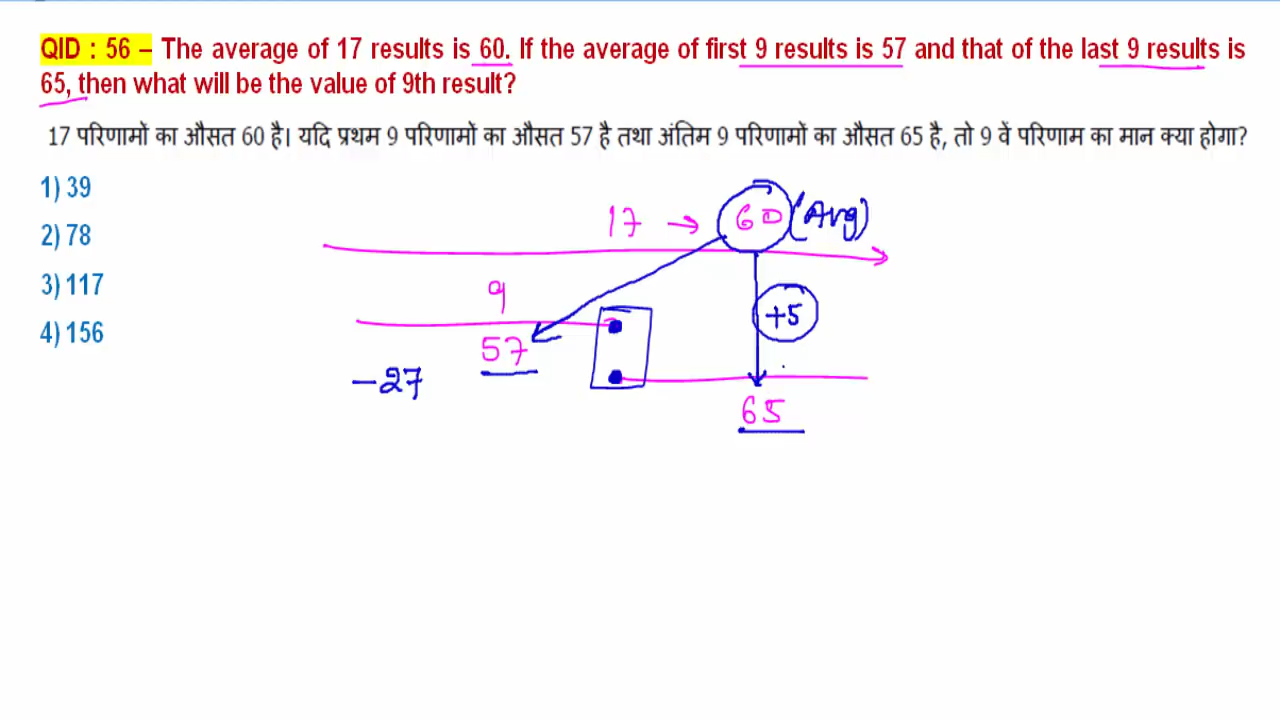 QID : 56 – The average of 17 results is 60. If the average of first 9 results is 57 and that of the last 9 results is
65, then what will be the value of 9th result?
17 परिणामों का औसत 60 है। यदि प्रथम 9 परिणामों का औसत 57 है तथा अंतिम 9 परिणामों का औसत 65 है, तो 9 वें परिणाम का मान क्या होगा?
1) 39
2) 78
3) 117
4) 156
17 → 60 (Avg)
9
+5
57
-27
65